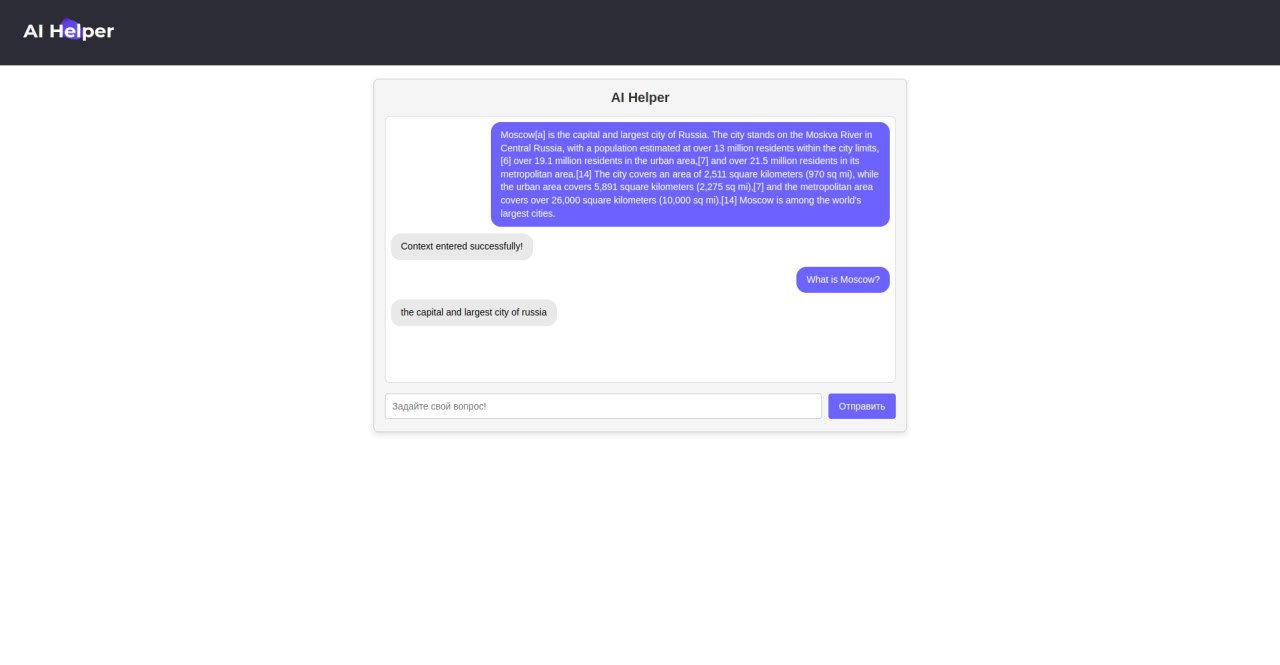 AI Helper
AI Helper
Moscow[a] is the capital and largest city of Russia. The city stands on the Moskva River in
Central Russia, with a population estimated at over 13 million residents within the city limits,
[6] over 19.1 million residents in the urban area,[7] and over 21.5 million residents in its
metropolitan area.[14] The city covers an area of 2,511 square kilometers (970 sq mi), while
the urban area covers 5,891 square kilometers (2,275 sq mi),[7] and the metropolitan area
covers over 26,000 square kilometers (10,000 sq mi).[14] Moscow is among the world's
largest cities.
Context entered successfully!
What is Moscow?
the capital and largest city of russia
Задайте свой вопрос!
Отправить